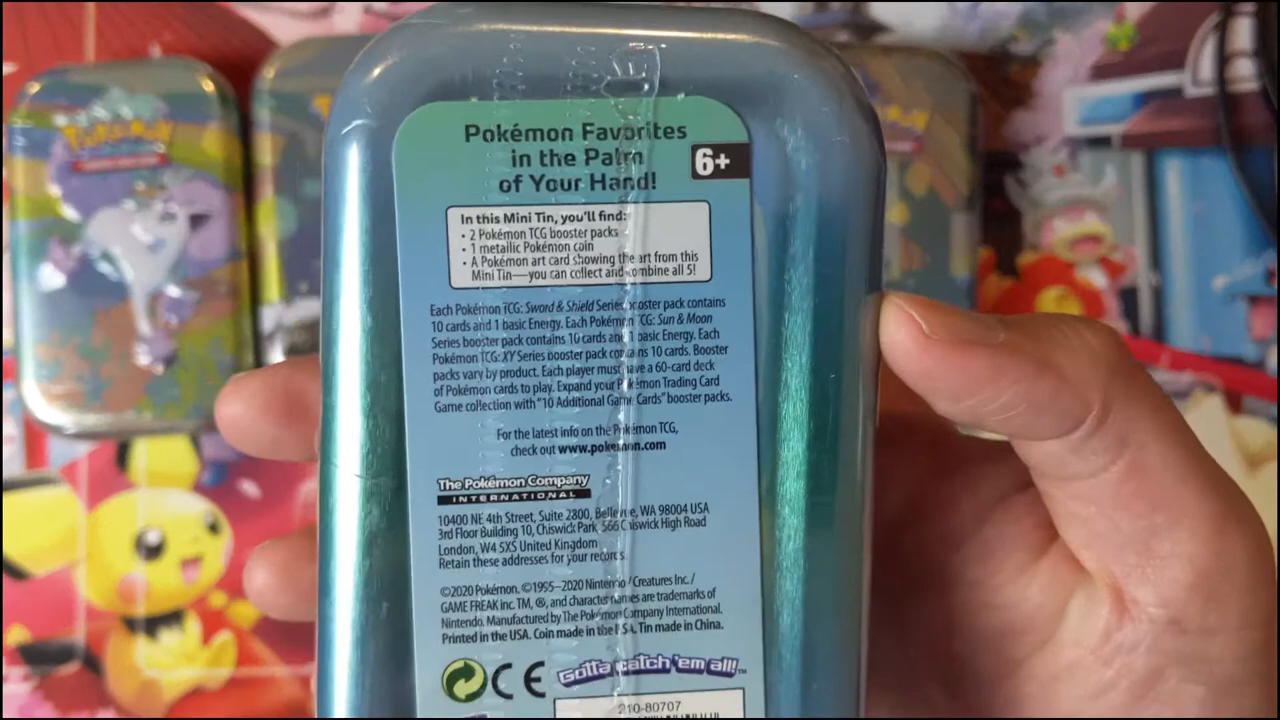 Pokémon
Pokémon Favorites
in the Palm
of Your Hand!
6+
In this Mini Tin, you'll find:
• 2 Pokémon TCG booster packs
• 1 metallic Pokémon coin
• A Pokémon art card showing the art from this
Mini Tin—you can collect and combine all 5!
Each Pokémon TCG: Sword & Shield Series booster pack contains
10 cards and 1 basic Energy. Each Pokémon TCG: Sun & Moon
Series booster pack contains 10 cards and 1 basic Energy. Each
Pokémon TCG: XY Series booster pack contains 10 cards. Booster
packs vary by product. Each player must have a 60-card deck
of Pokémon cards to play. Expand your Pokémon Trading Card
Game collection with "10 Additional Game Cards" booster packs.
For the latest info on the Pokémon TCG,
check out www.pokemon.com
The Pokémon Company
INTERNATIONAL
10400 NE 4th Street, Suite 2800, Bellevue, WA 98004 USA
3rd Floor Building 10, Chiswick Park, 566 Chiswick High Road
London, W4 5XS United Kingdom
Retain these addresses for your records.
©2020 Pokémon. ©1995–2020 Nintendo / Creatures Inc. /
GAME FREAK inc. TM, ®, and character names are trademarks of
Nintendo. Manufactured by The Pokémon Company International.
Printed in the USA. Coin made in the USA. Tin made in China.
CE
Gotta catch 'em all!™
210-80707